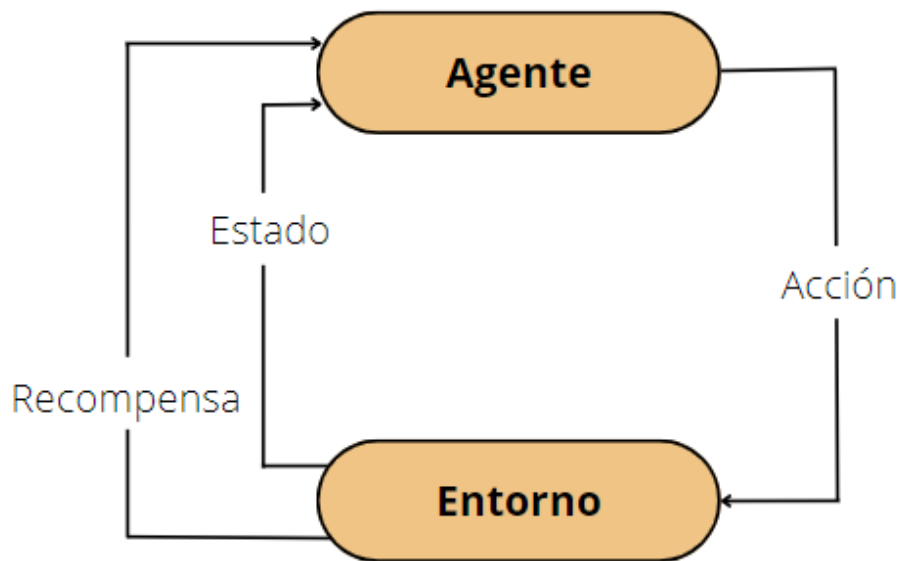 Agente
Estado
Acción
Recompensa
Entorno